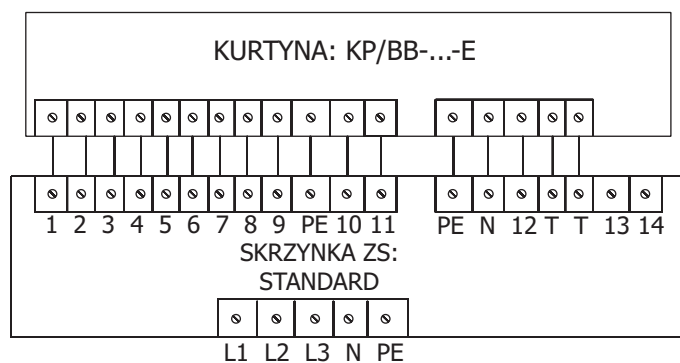 KURTYNA: KP/BB-...-E
1 2 3 4 5 6 7 8 9 PE 10 11 PE N 12 T T 13 14
SKRZYNKA ZS:
STANDARD
L1 L2 L3 N PE